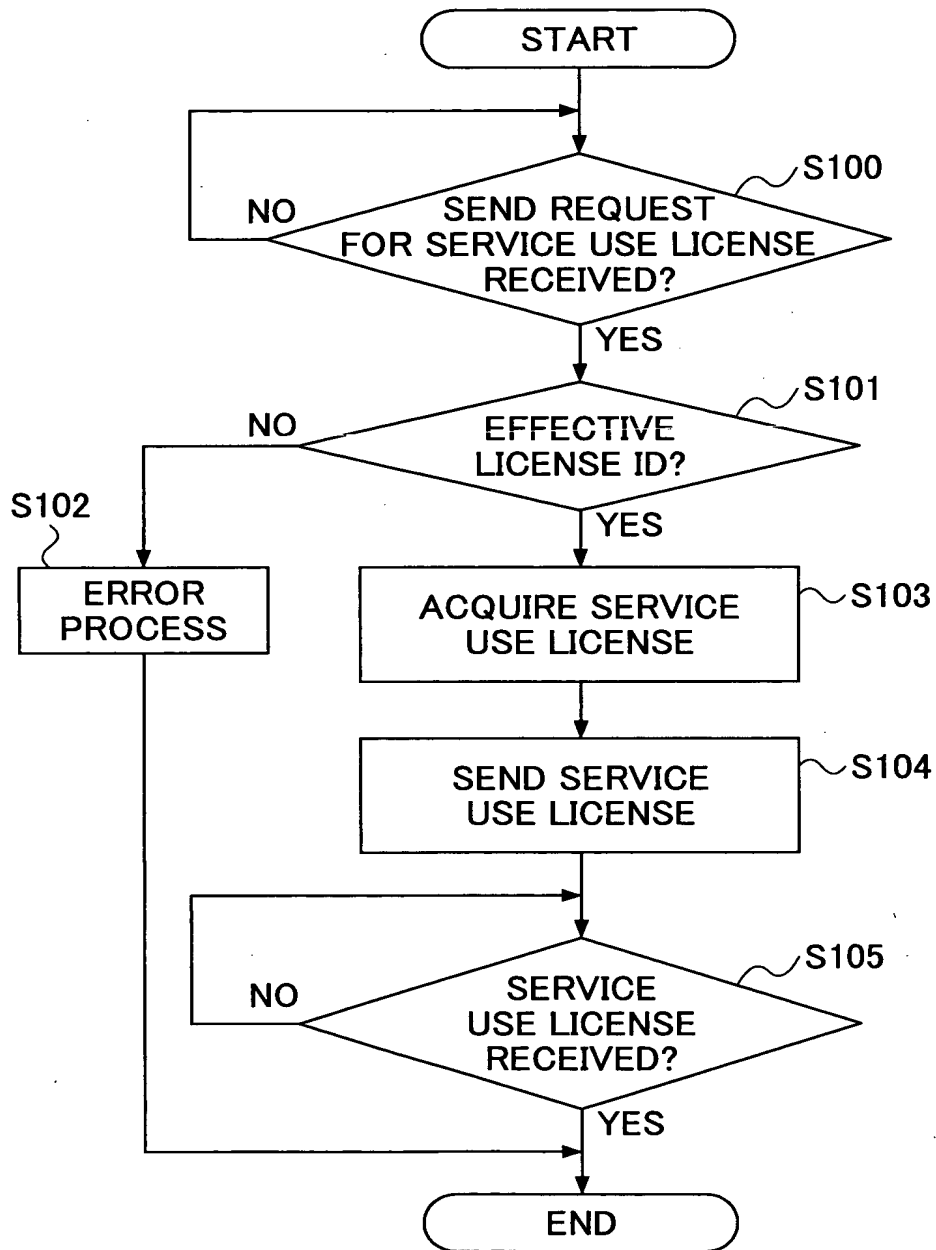 START
S100
NO
SEND REQUEST
FOR SERVICE USE LICENSE
RECEIVED?
YES
S101
NO
EFFECTIVE
LICENSE ID?
S102
YES
ERROR
PROCESS
S103
ACQUIRE SERVICE
USE LICENSE
S104
SEND SERVICE
USE LICENSE
S105
NO
SERVICE
USE LICENSE
RECEIVED?
YES
END